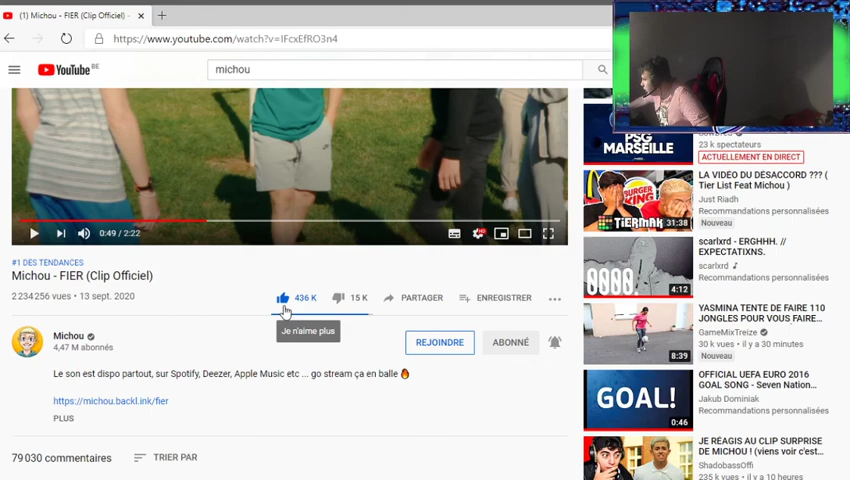 (1) Michou - FIER (Clip Officiel) -
https://www.youtube.com/watch?v=IFcxEfRO3n4
YouTube BE
michou
0:49 / 2:22
#1 DES TENDANCES
Michou - FIER (Clip Officiel)
2 234 256 vues • 13 sept. 2020
436 K
15 K
PARTAGER
ENREGISTRER
Je n'aime plus
Michou
4,47 M abonnés
REJOINDRE
ABONNÉ
Le son est dispo partout, sur Spotify, Deezer, Apple Music etc ... go stream ça en balle
https://michou.backl.ink/fier
PLUS
79 030 commentaires
TRIER PAR
PSG
MARSEILLE
23 k spectateurs
ACTUELLEMENT EN DIRECT
BURGER
KING
TIERMAK
31:38
LA VIDÉO DU DÉSACCORD ??? (
Tier List Feat Michou )
Just Riadh
Recommandations personnalisées
Nouveau
4:12
scarlxrd - ERGHHH. //
EXPECTATIXNS.
scarlxrd
Recommandations personnalisées
8:39
YASMINA TENTE DE FAIRE 110
JONGLES POUR VOUS FAIRE...
GameMixTreize
30 k vues • il y a 30 minutes
Nouveau
GOAL!
0:46
OFFICIAL UEFA EURO 2016
GOAL SONG - Seven Nation...
Jakub Dominiak
Recommandations personnalisées
JE RÉAGIS AU CLIP SURPRISE
DE MICHOU ! (viens voir c'est...
ShadobassOffi
235 k vues • il y a 10 heures